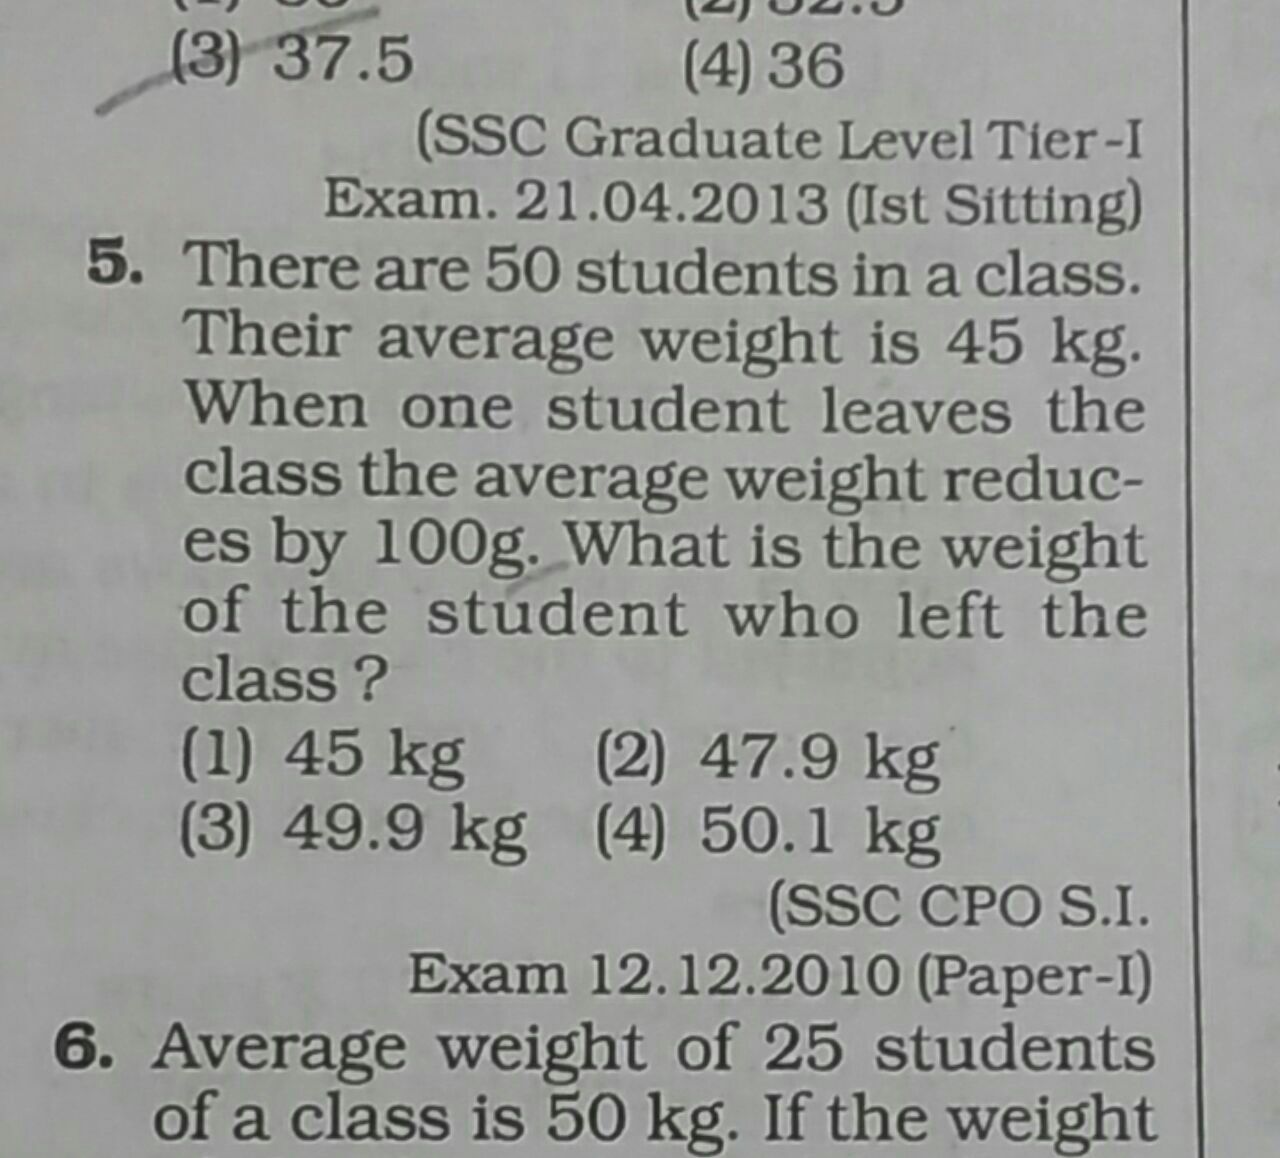 (3) 37.5 (4) 36
(SSC Graduate Level Tier-I
Exam. 21.04.2013 (Ist Sitting)
5. There are 50 students in a class.
Their average weight is 45 kg.
When one student leaves the
class the average weight reduc-
es by 100g. What is the weight
of the student who left the
class ?
(1) 45 kg (2) 47.9 kg
(3) 49.9 kg (4) 50.1 kg
(SSC CPO S.I.
Exam 12.12.2010 (Paper-I)
6. Average weight of 25 students
of a class is 50 kg. If the weight